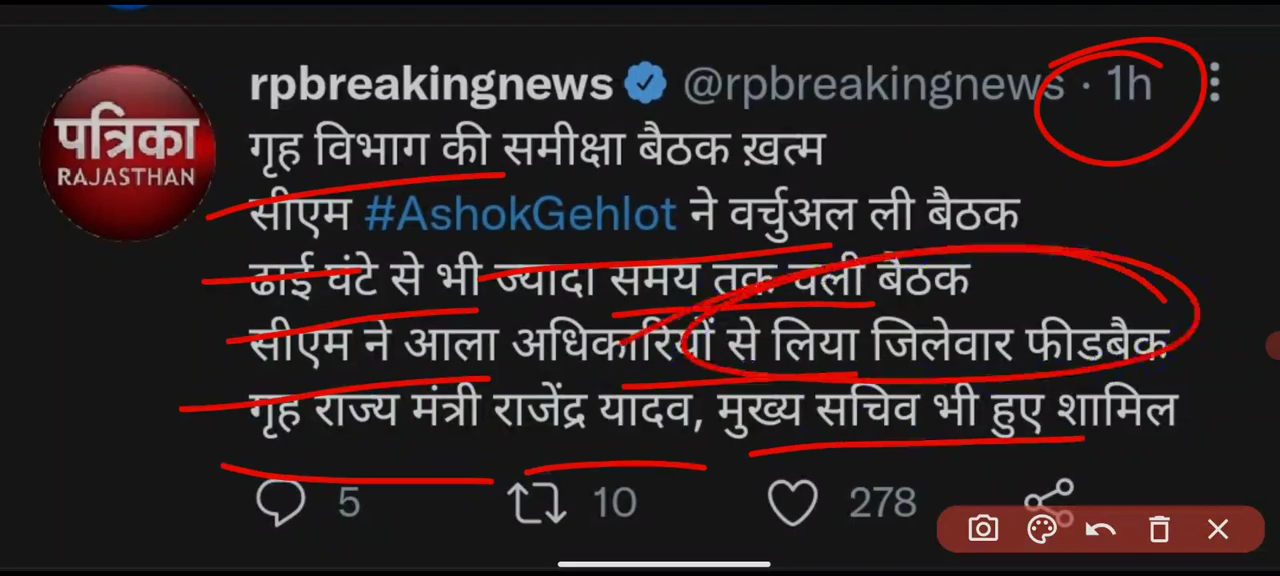 पत्रिका
RAJASTHAN
rpbreakingnews @rpbreakingnews · 1h
गृह विभाग की समीक्षा बैठक ख़त्म
सीएम #AshokGehlot ने वर्चुअल ली बैठक
ढाई घंटे से भी ज्यादा समय तक चली बैठक
सीएम ने आला अधिकारियों से लिया जिलेवार फीडबैक
गृह राज्य मंत्री राजेंद्र यादव, मुख्य सचिव भी हुए शामिल
5 10 278